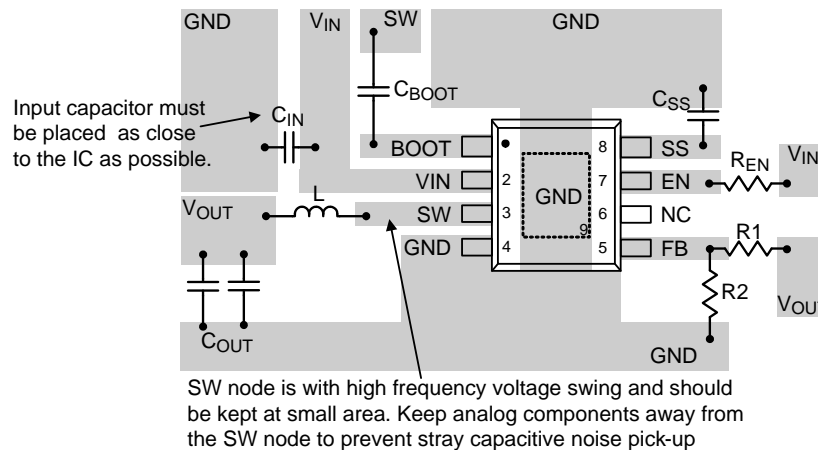 GND
VIN
SW
GND
Input capacitor must
be placed as close
to the IC as possible.
CIN
CBOOT
CSS
BOOT
8
SS
REN
VIN
VIN
2
7
EN
GND
L
VOUT
SW
3
6
NC
9
GND
4
5
FB
R1
R2
VOUT
COUT
GND
SW node is with high frequency voltage swing and should
be kept at small area. Keep analog components away from
the SW node to prevent stray capacitive noise pick-up